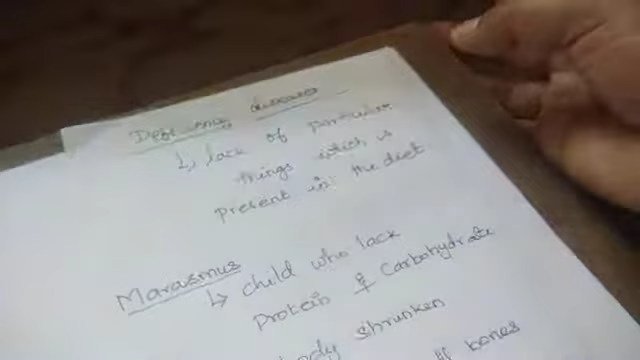 Deficiency diseases
↳ lack of particular
things which is
present in the diet
Marasmus
↳ child who lack
Protein & Carbohydrate
body shrunken
of bones